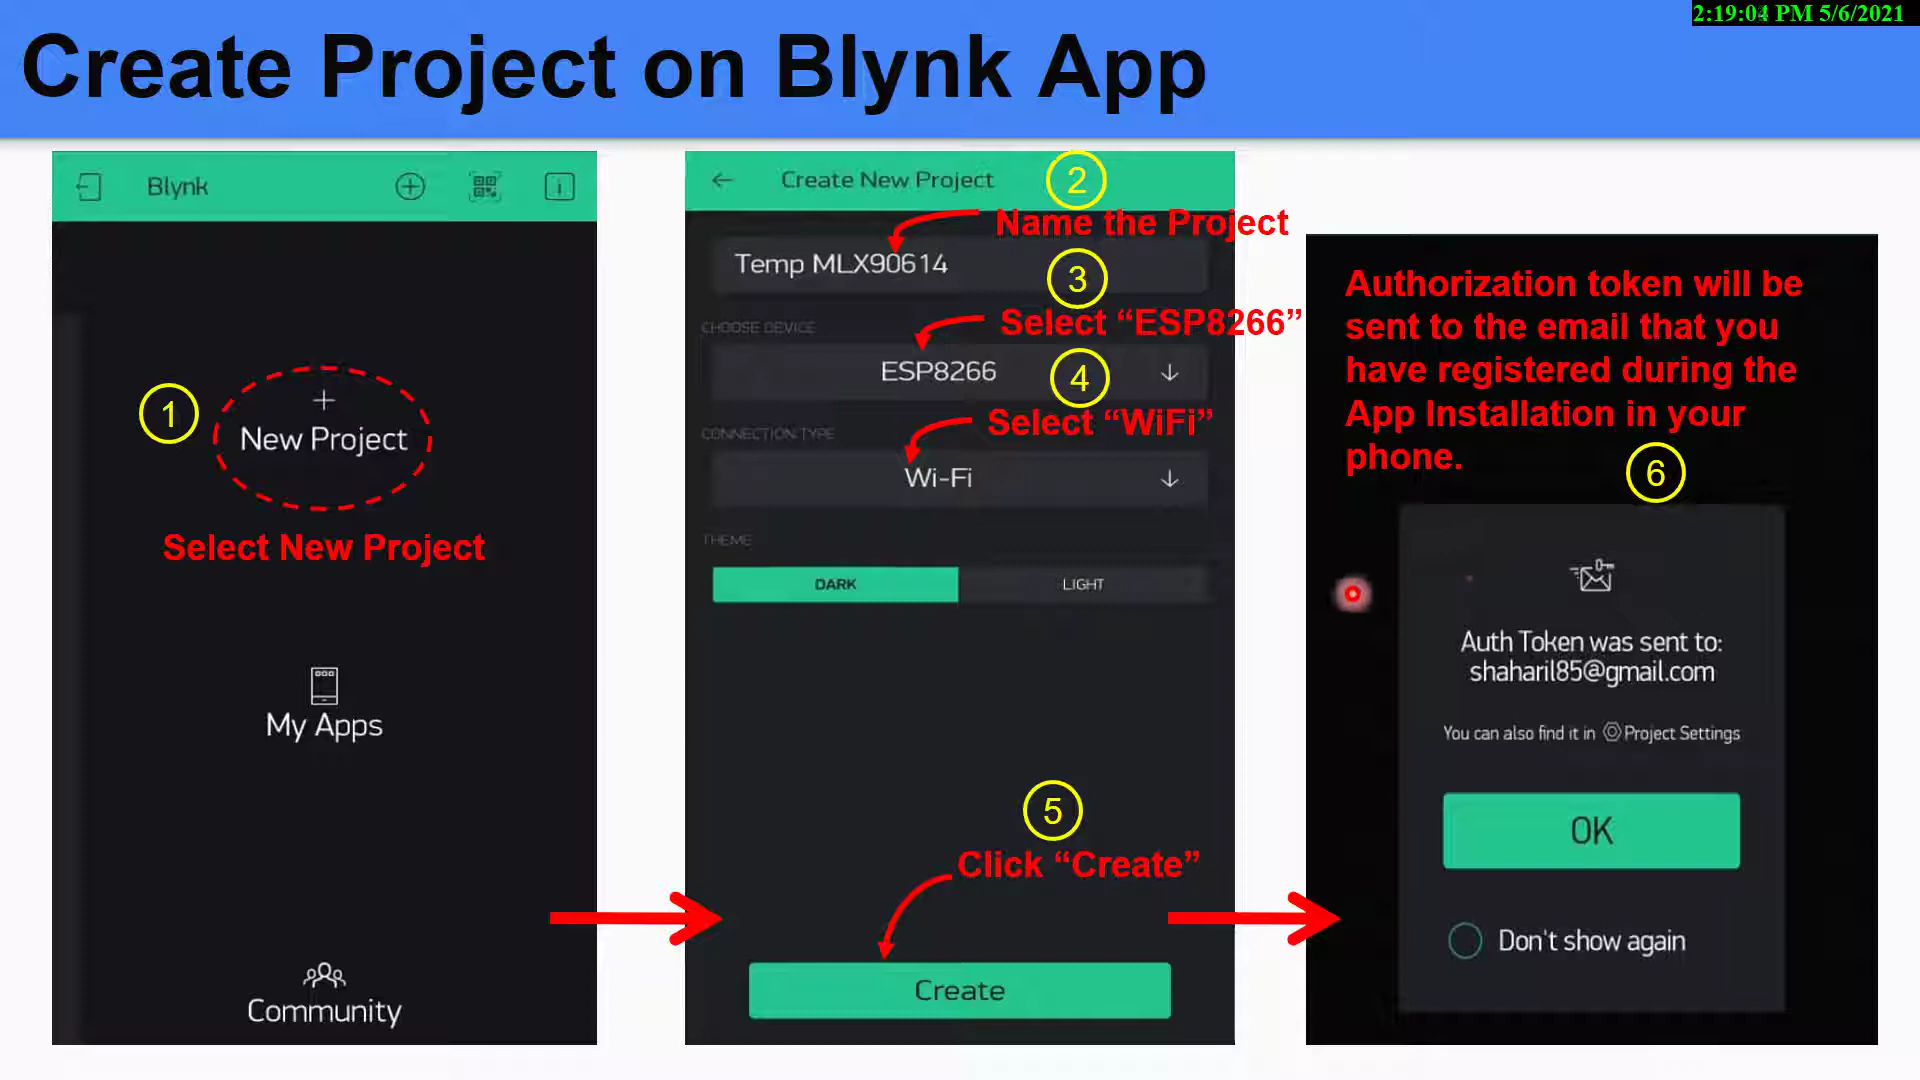 2:19:04 PM 5/6/2021
Create Project on Blynk App
Blynk
i
1
+
New Project
Select New Project
My Apps
Community
Create New Project
2
Name the Project
Temp MLX90614
3
CHOOSE DEVICE
Select “ESP8266”
ESP8266
4
CONNECTION TYPE
Select “WiFi”
Wi-Fi
THEME
DARK
LIGHT
5
Click “Create”
Create
Authorization token will be
sent to the email that you
have registered during the
App Installation in your
phone.
6
Auth Token was sent to:
shaharil85@gmail.com
You can also find it in Project Settings
OK
Don't show again